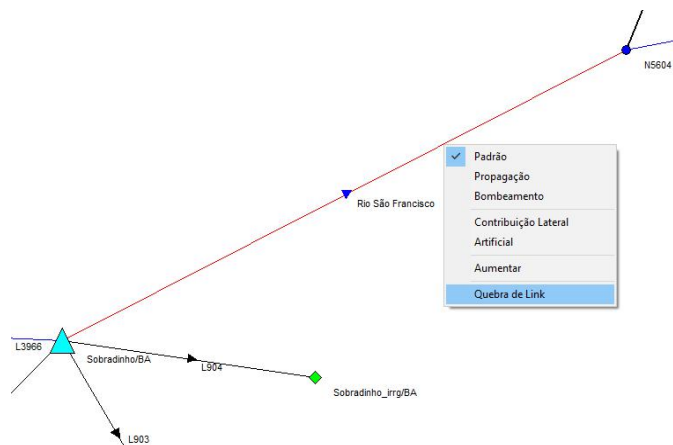 N5604
Padrão
Propagação
Bombeamento
Contribuição Lateral
Artificial
Aumentar
Quebra de Link
Rio São Francisco
L3966
Sobradinho/BA
L904
Sobradinho_irrg/BA
L903